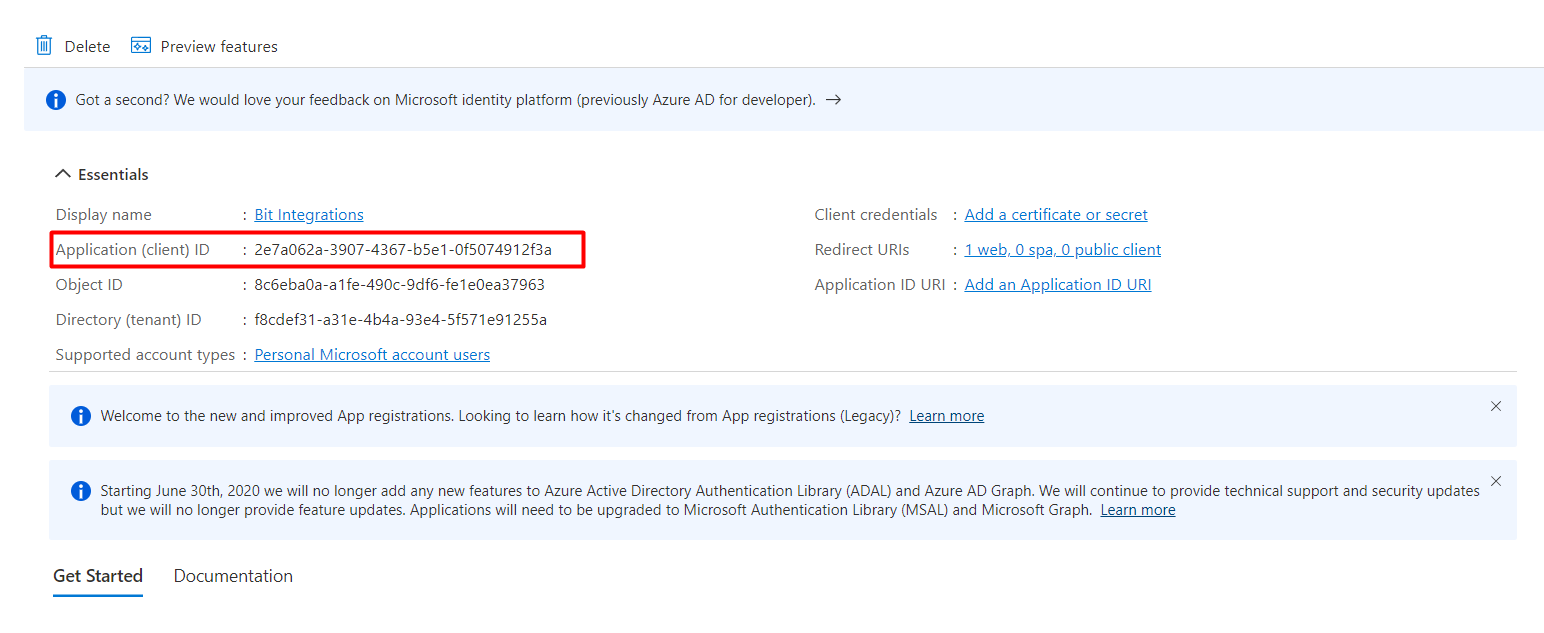 Delete Preview features
Got a second? We would love your feedback on Microsoft identity platform (previously Azure AD for developer). →
Essentials
Display name : Bit Integrations
Client credentials : Add a certificate or secret
Application (client) ID : 2e7a062a-3907-4367-b5e1-0f5074912f3a
Redirect URIs : 1 web, 0 spa, 0 public client
Object ID : 8c6eba0a-a1fe-490c-9df6-fe1e0ea37963
Application ID URI : Add an Application ID URI
Directory (tenant) ID : f8cdef31-a31e-4b4a-93e4-5f571e91255a
Supported account types : Personal Microsoft account users
Welcome to the new and improved App registrations. Looking to learn how it's changed from App registrations (Legacy)? Learn more
Starting June 30th, 2020 we will no longer add any new features to Azure Active Directory Authentication Library (ADAL) and Azure AD Graph. We will continue to provide technical support and security updates
but we will no longer provide feature updates. Applications will need to be upgraded to Microsoft Authentication Library (MSAL) and Microsoft Graph. Learn more
Get Started Documentation